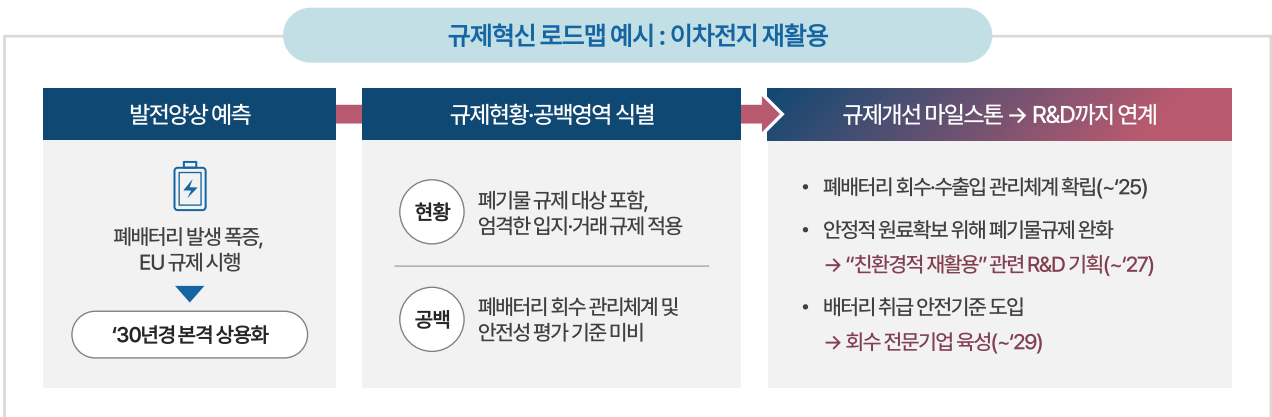 규제혁신 로드맵 예시 : 이차전지 재활용
발전양상 예측
폐배터리 발생 폭증,
EU 규제 시행
‘30년경 본격 상용화
규제현황·공백영역 식별
현황
폐기물 규제 대상 포함,
엄격한 입지·거래 규제 적용
공백
폐배터리 회수 관리체계 및
안전성 평가 기준 미비
규제개선 마일스톤 → R&D까지 연계
• 폐배터리 회수·수출입 관리체계 확립(~‘25)
• 안정적 원료확보 위해 폐기물규제 완화
→ “친환경적 재활용” 관련 R&D 기획(~‘27)
• 배터리 취급 안전기준 도입
→ 회수 전문기업 육성(~‘29)